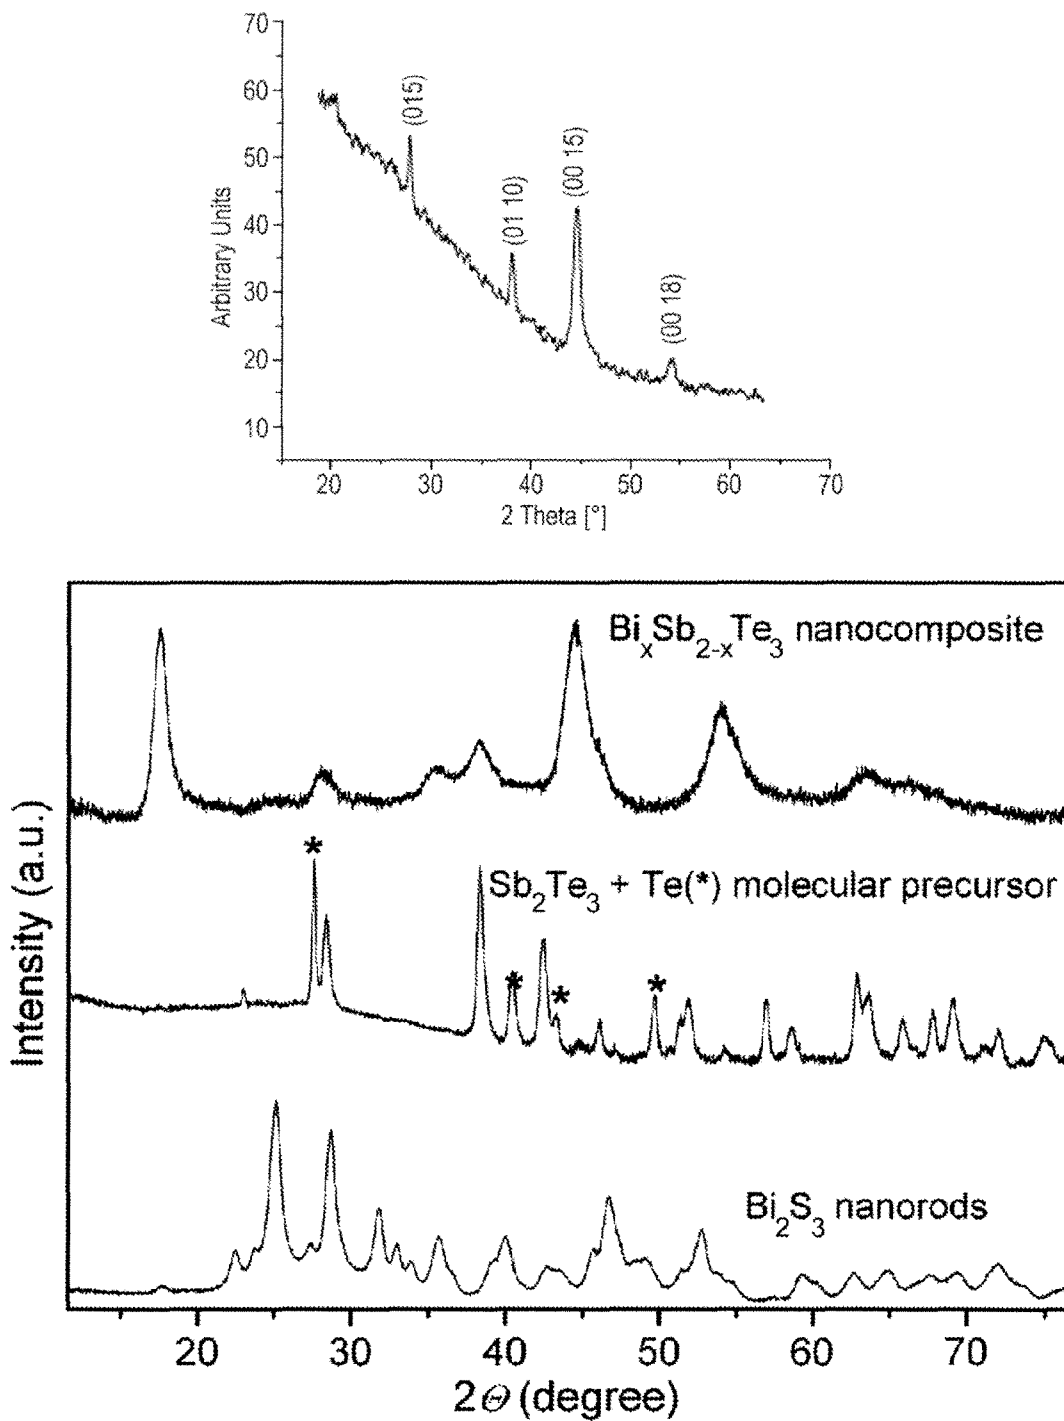 70
60
50
40
30
20
10
Arbitrary Units
(015)
(01 10)
(00 15)
(00 18)
20 30 40 50 60 70
2 Theta [°]
BiₓSb₂₋ₓTe₃ nanocomposite
*
Sb₂Te₃ + Te(*) molecular precursor
* * *
Bi₂S₃ nanorods
Intensity (a.u.)
20 30 40 50 60 70
2Θ (degree)